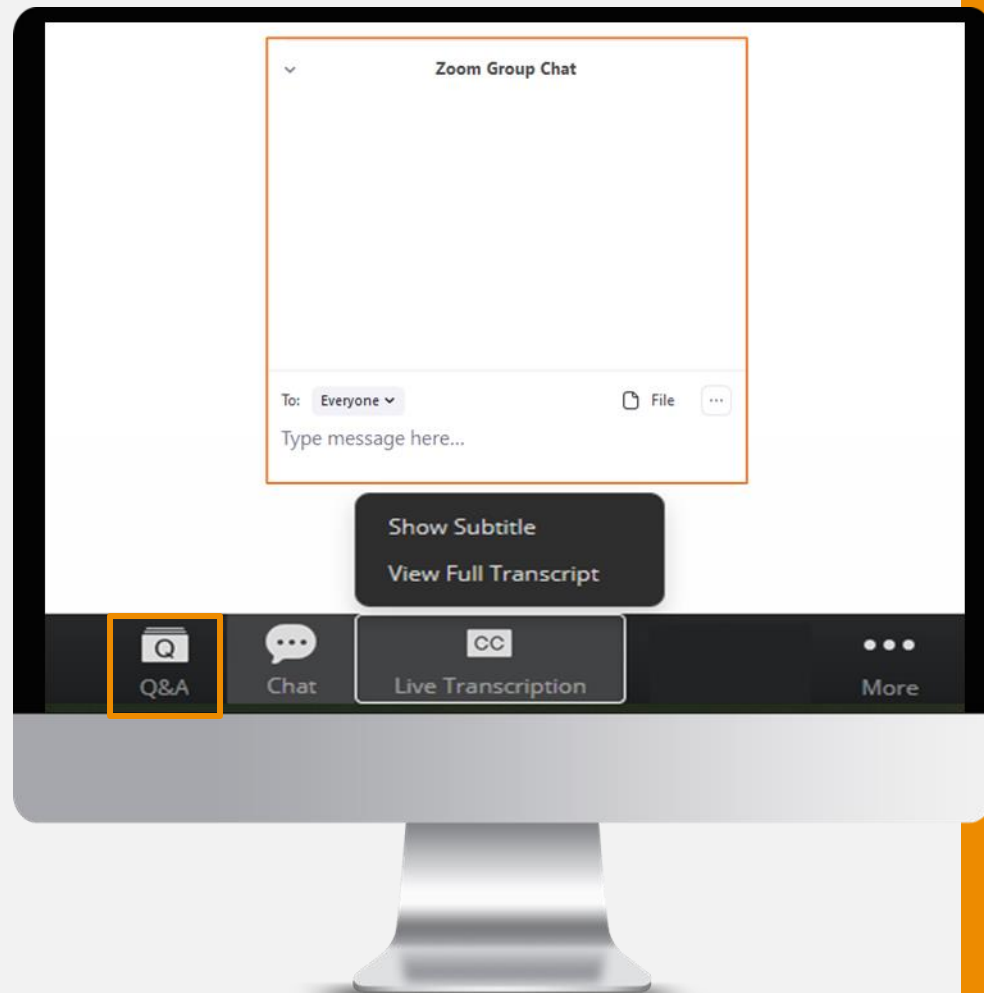 Zoom Group Chat
To: Everyone File
Type message here...
Show Subtitle
View Full Transcript
Q
CC
Q&A Chat Live Transcription More